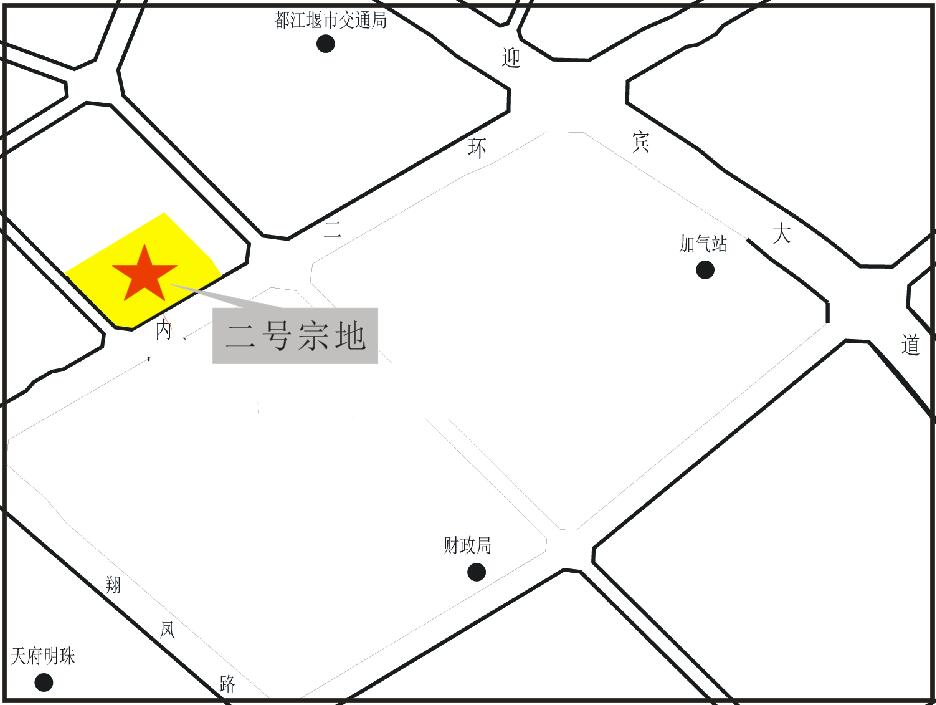 都江堰市交通局
迎宾大道
内二环
加气站
二号宗地
财政局
翔凤路
天府明珠